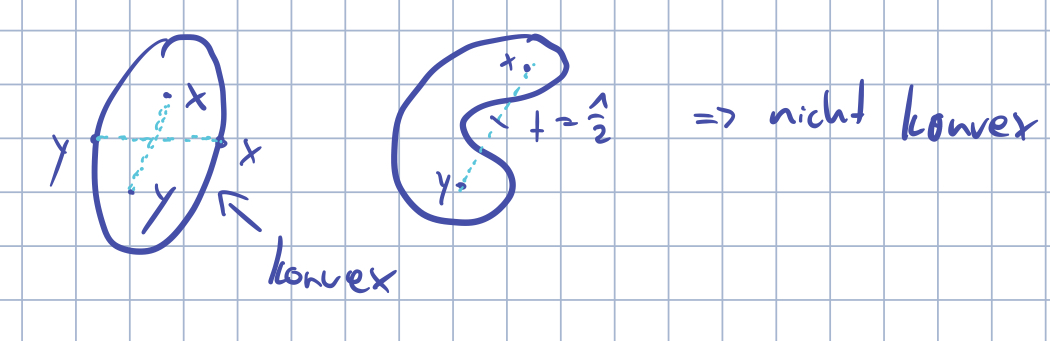 x
y
y
x
konvex
x
y
t = 1/2
=> nicht konvex